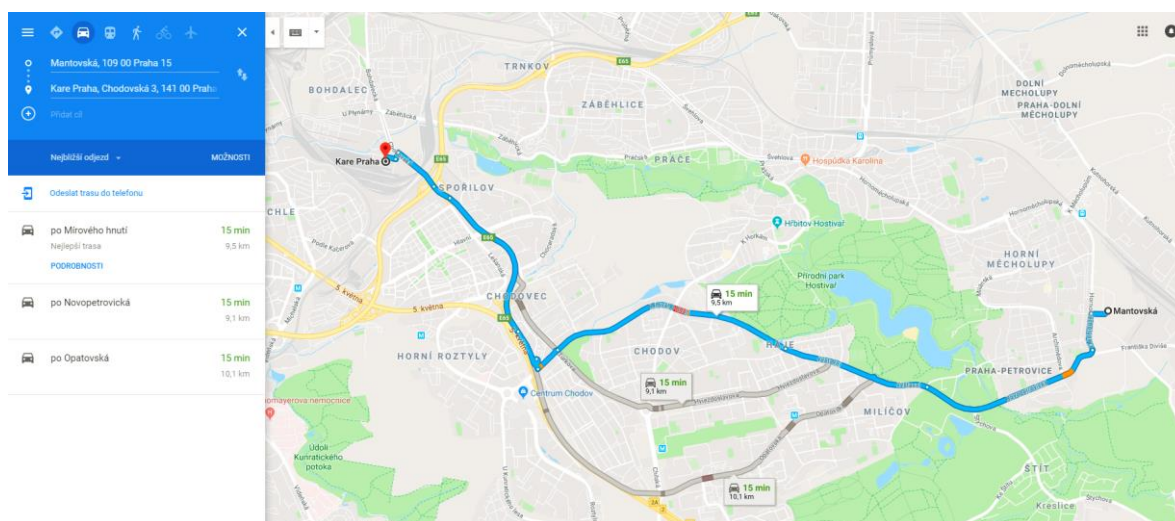 Mantovská, 109 00 Praha 15
Kare Praha, Chodovská 3, 141 00 Praha
Přidat cíl
Nejbližší odjezd
MOŽNOSTI
Odeslat trasu do telefonu
po Mírového hnutí
15 min
Nejlepší trasa
9,5 km
PODROBNOSTI
po Novopetrovická
15 min
9,1 km
po Opatovská
15 min
10,1 km
TRNKOV
BOHDALEC
ZÁBĚHLICE
DOLNÍ
MĚCHOLUPY
PRAHA-DOLNÍ
MĚCHOLUPY
Kare Praha
PRÁČE
Hospůdka Karolina
SPOŘILOV
CHLE
Hřbitov Hostivař
HORNÍ
MĚCHOLUPY
Přírodní park
Hostivař
CHODOVEC
15 min
9,5 km
Mantovská
5. května
HORNÍ ROZTYLY
CHODOV
HÁJE
PRAHA-PETROVICE
15 min
9,1 km
Centrum Chodov
omayerova nemocnice
MILÍČOV
Údolí
Kunratického
potoka
15 min
10,1 km
ŠTÍT
Kreslice